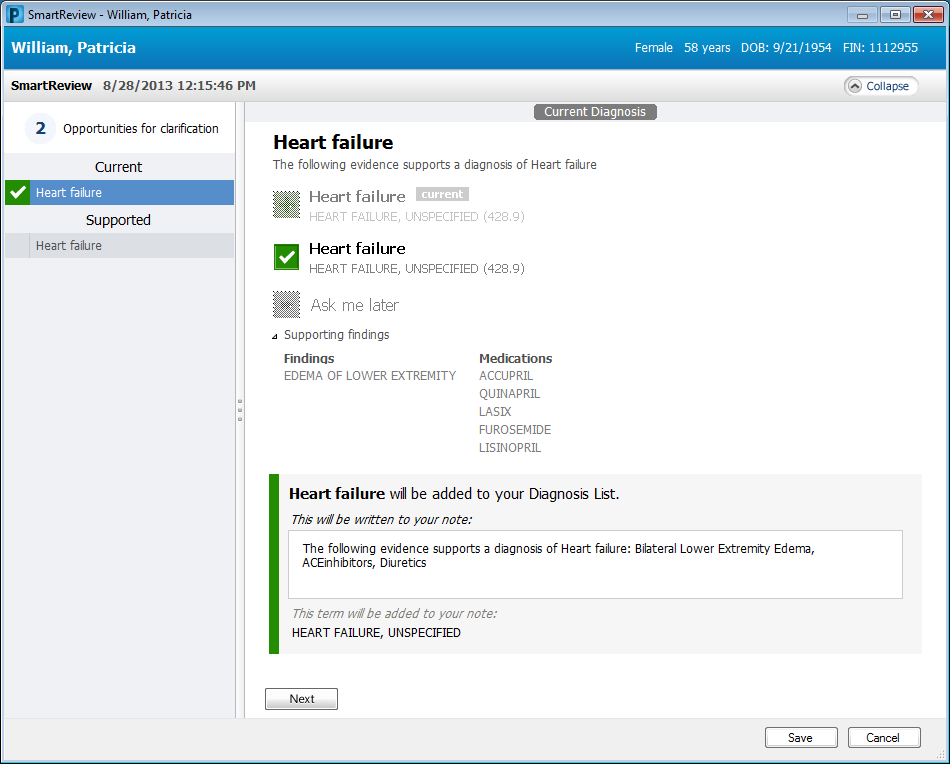 SmartReview - William, Patricia
William, Patricia
Female 58 years DOB: 9/21/1954 FIN: 1112955
SmartReview 8/28/2013 12:15:46 PM
Collapse
2 Opportunities for clarification
Current
Heart failure
Supported
Heart failure
Current Diagnosis
Heart failure
The following evidence supports a diagnosis of Heart failure
Heart failure current
HEART FAILURE, UNSPECIFIED (428.9)
Heart failure
HEART FAILURE, UNSPECIFIED (428.9)
Ask me later
Supporting findings
Findings
EDEMA OF LOWER EXTREMITY
Medications
ACCUPRIL
QUINAPRIL
LASIX
FUROSEMIDE
LISINOPRIL
Heart failure will be added to your Diagnosis List.
This will be written to your note:
The following evidence supports a diagnosis of Heart failure: Bilateral Lower Extremity Edema,
ACEinhibitors, Diuretics
This term will be added to your note:
HEART FAILURE, UNSPECIFIED
Next
Save Cancel